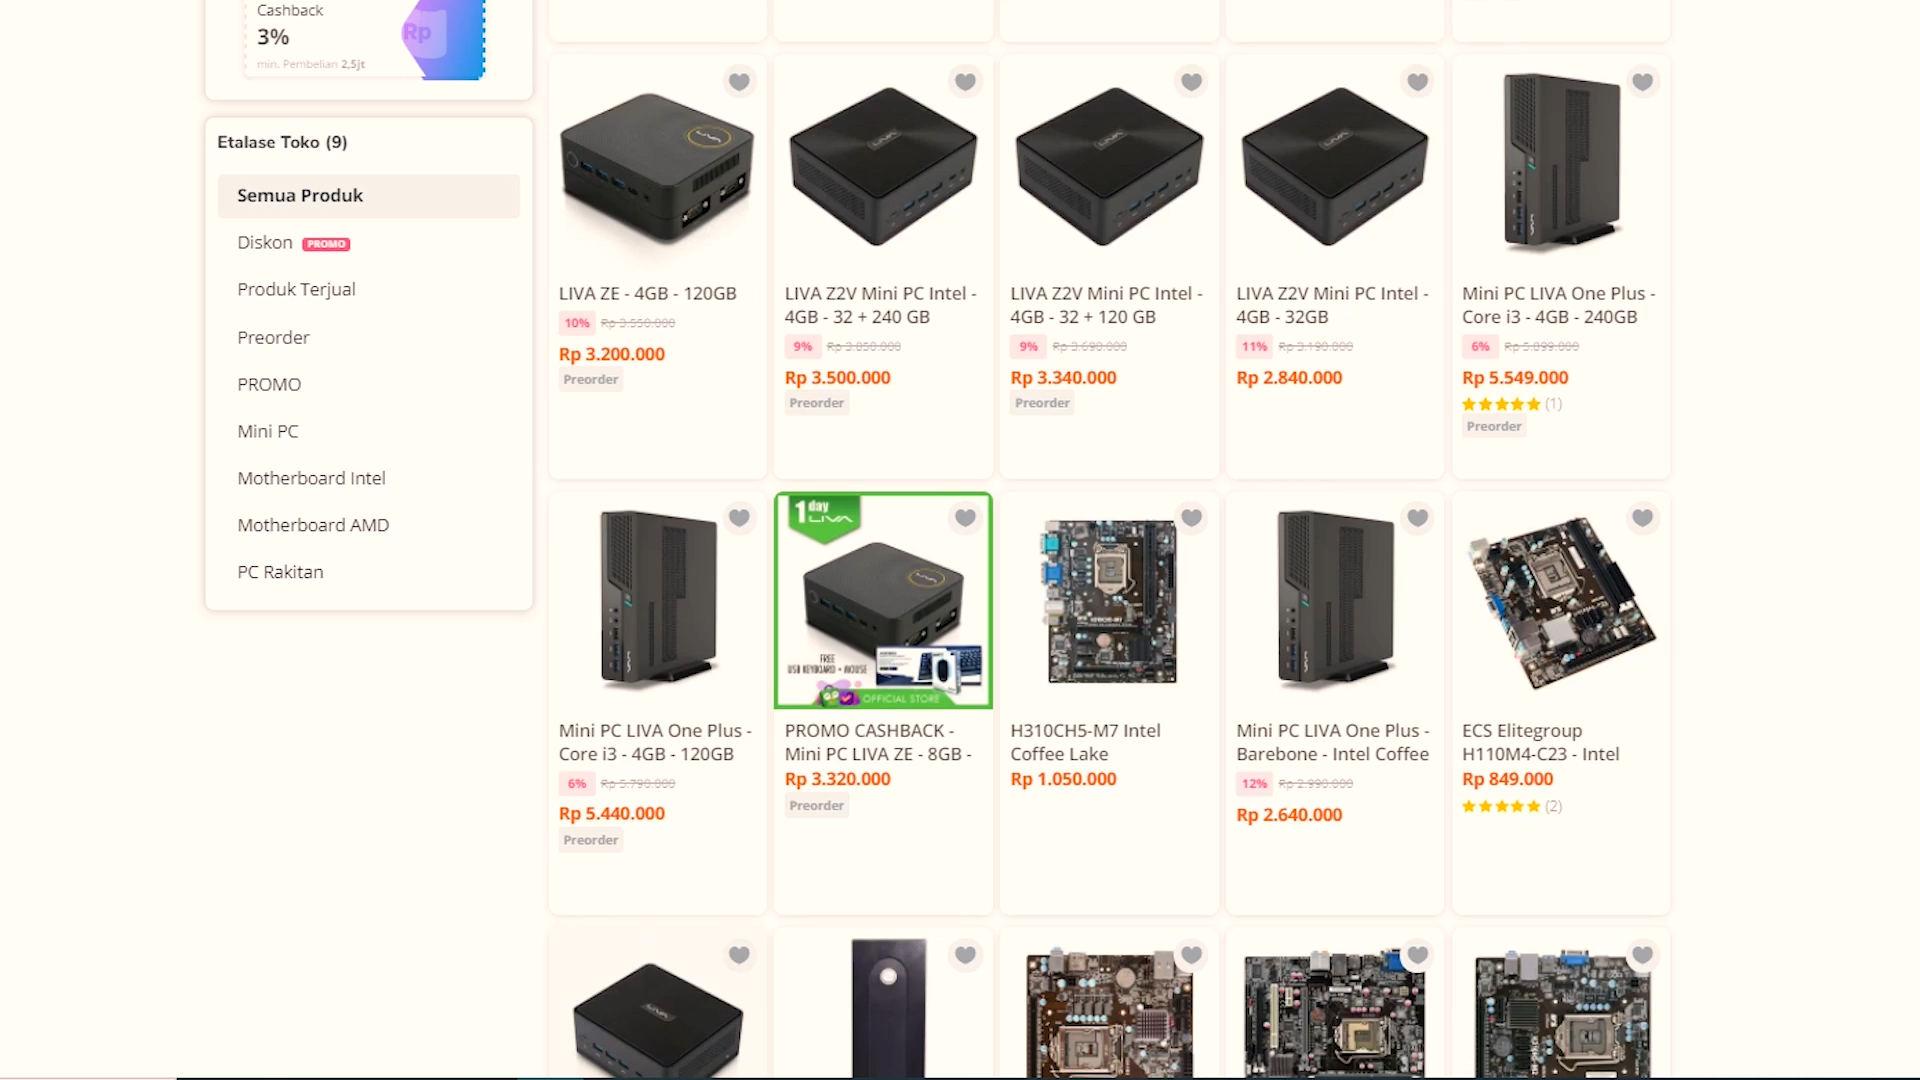 Cashback
3%
Rp
min. Pembelian 2,5jt
Etalase Toko (9)
Semua Produk
Diskon PROMO
Produk Terjual
Preorder
PROMO
Mini PC
Motherboard Intel
Motherboard AMD
PC Rakitan
LIVA ZE - 4GB - 120GB
10% Rp 3.550.000
Rp 3.200.000
Preorder
LIVA Z2V Mini PC Intel -
4GB - 32 + 240 GB
9% Rp 3.850.000
Rp 3.500.000
Preorder
LIVA Z2V Mini PC Intel -
4GB - 32 + 120 GB
9% Rp 3.690.000
Rp 3.340.000
Preorder
LIVA Z2V Mini PC Intel -
4GB - 32GB
11% Rp 3.190.000
Rp 2.840.000
Mini PC LIVA One Plus -
Core i3 - 4GB - 240GB
6% Rp 5.899.000
Rp 5.549.000
(1)
Preorder
Mini PC LIVA One Plus -
Core i3 - 4GB - 120GB
6% Rp 5.790.000
Rp 5.440.000
Preorder
1 day
LIVA
FREE
USB KEYBOARD + MOUSE
OFFICIAL STORE
PROMO CASHBACK -
Mini PC LIVA ZE - 8GB -
Rp 3.320.000
Preorder
H310CH5-M7 Intel
Coffee Lake
Rp 1.050.000
Mini PC LIVA One Plus -
Barebone - Intel Coffee
12% Rp 2.990.000
Rp 2.640.000
ECS Elitegroup
H110M4-C23 - Intel
Rp 849.000
(2)